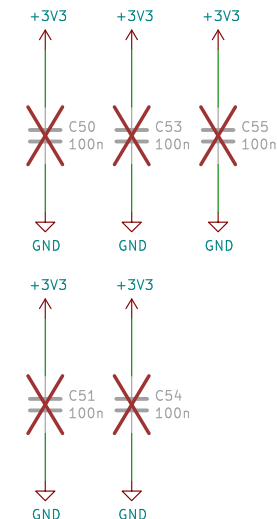 +3V3 +3V3 +3V3
C50 C53 C55
100n 100n 100n
GND GND GND
+3V3 +3V3
C51 C54
100n 100n
GND GND